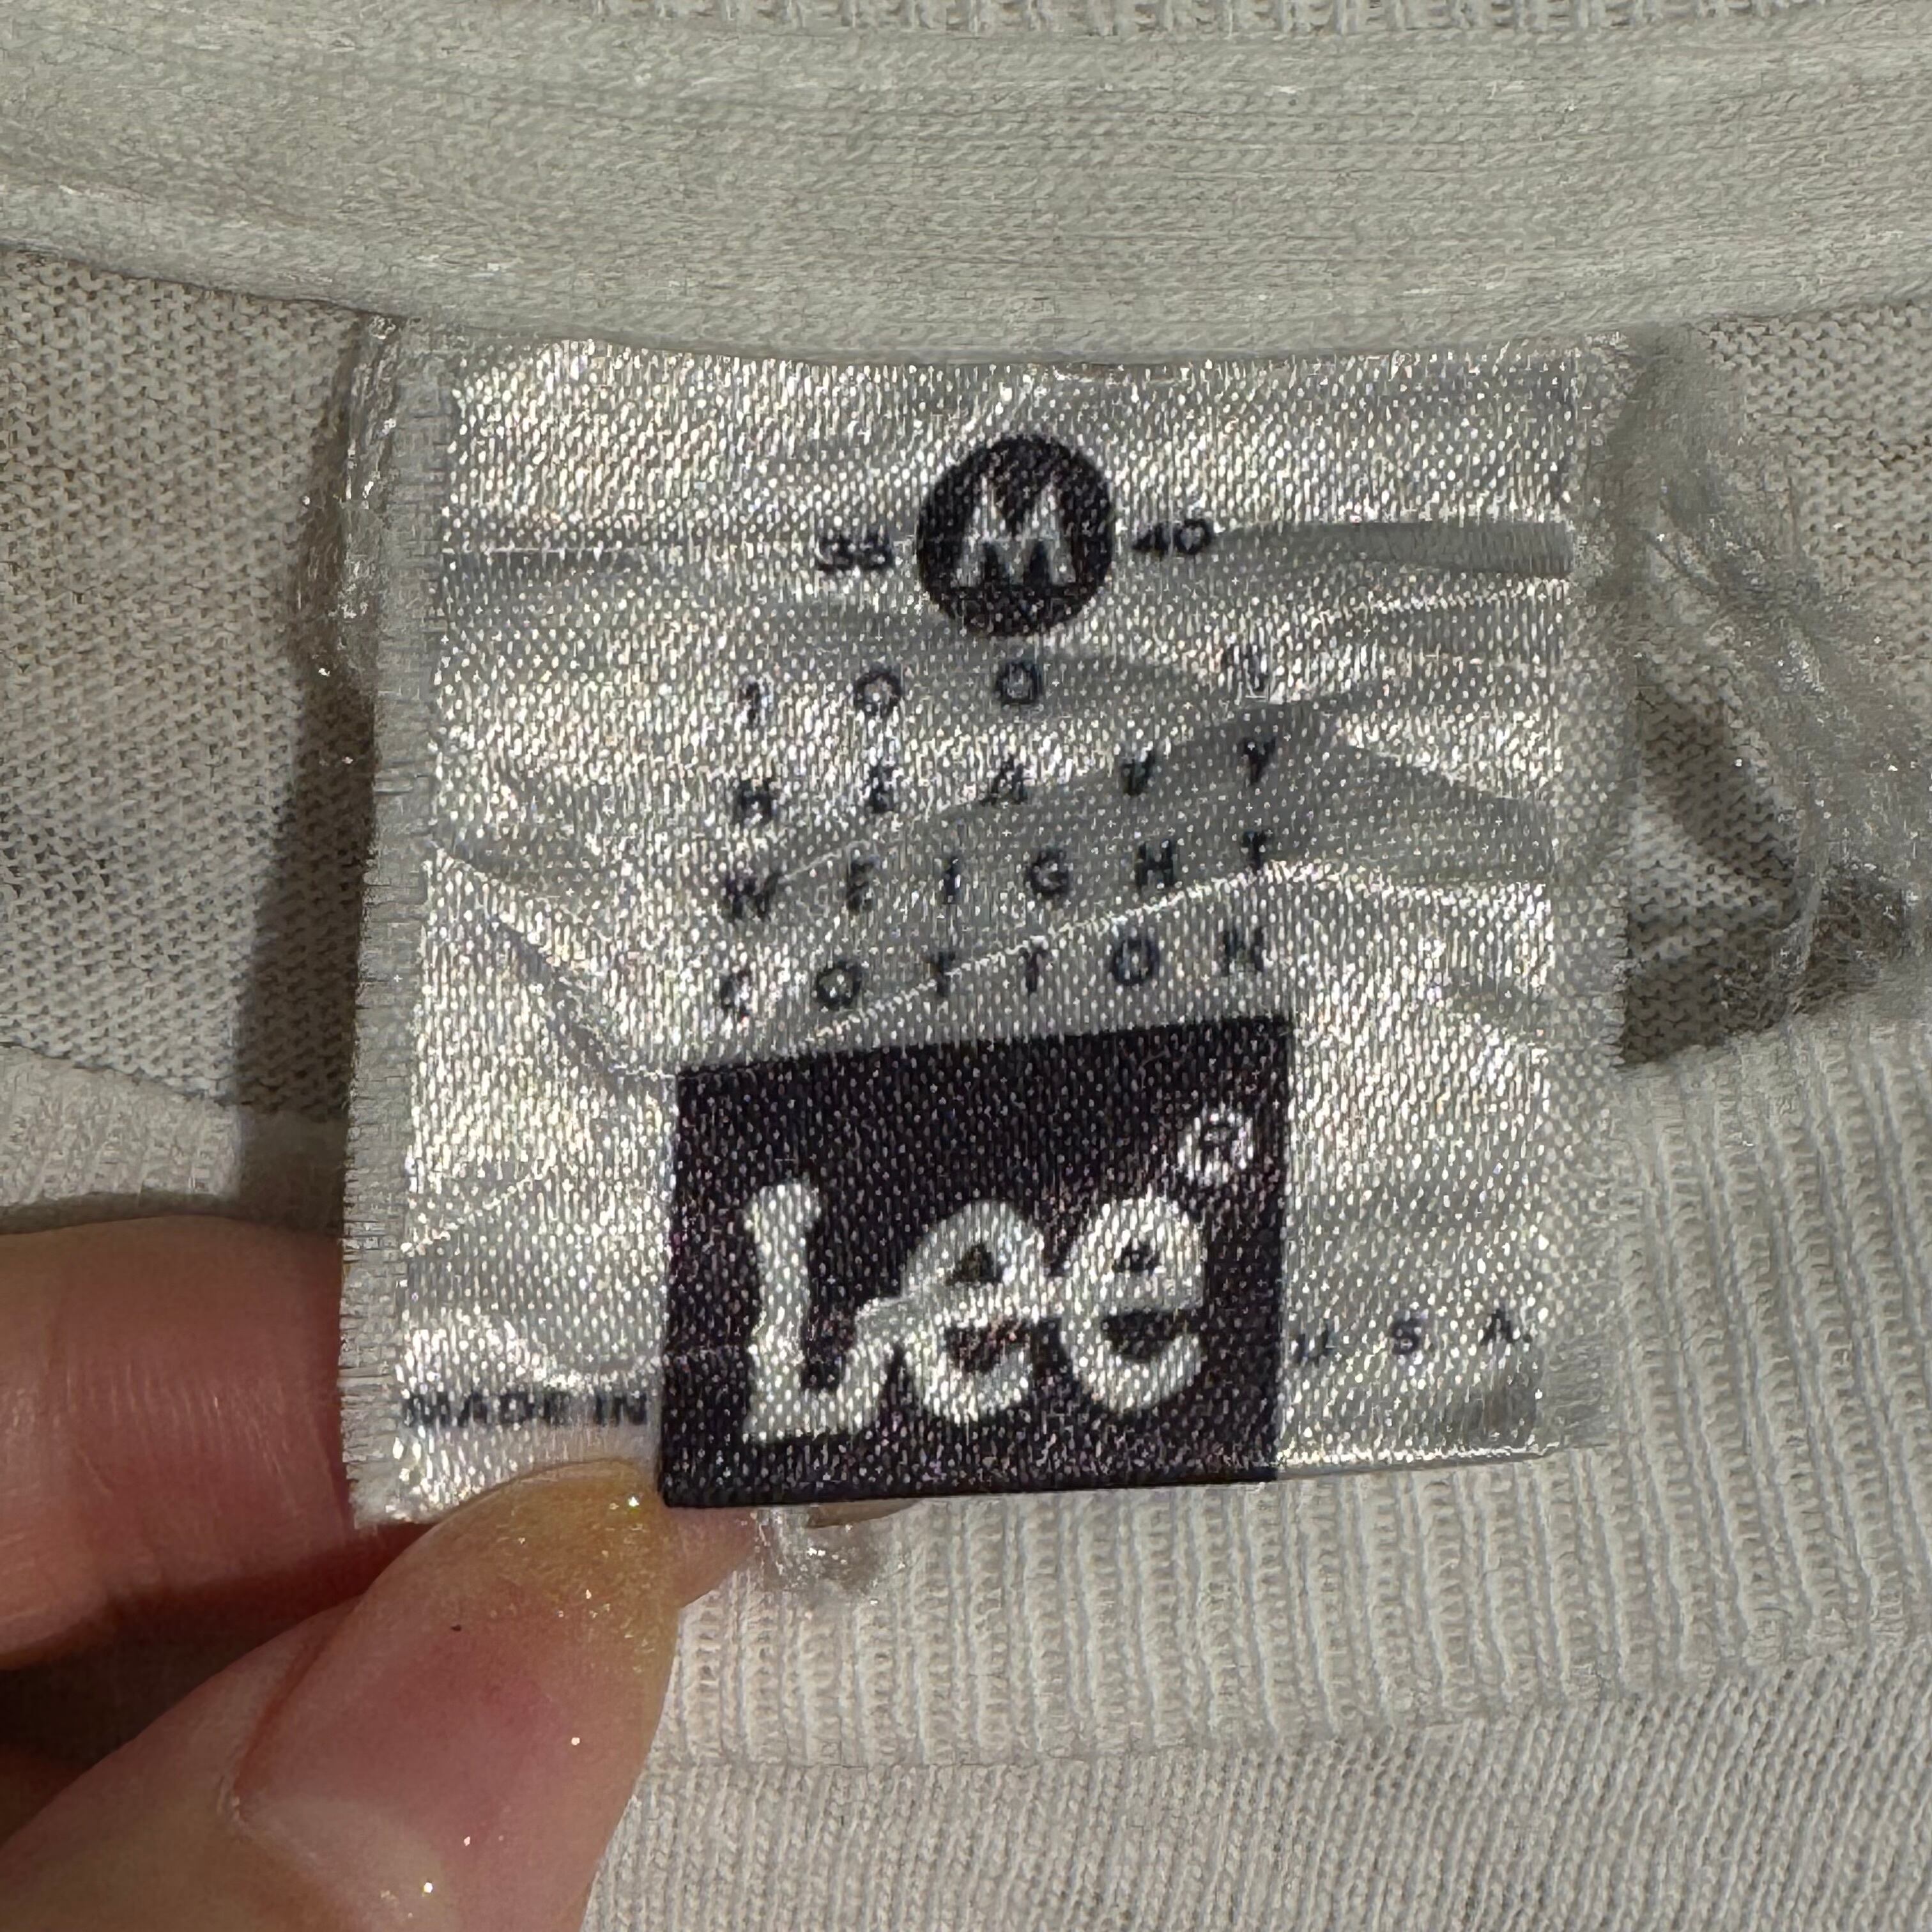 38 M 40
100%
HEAVY
WEIGHT
COTTON
Lee®
MADE IN U.S.A.